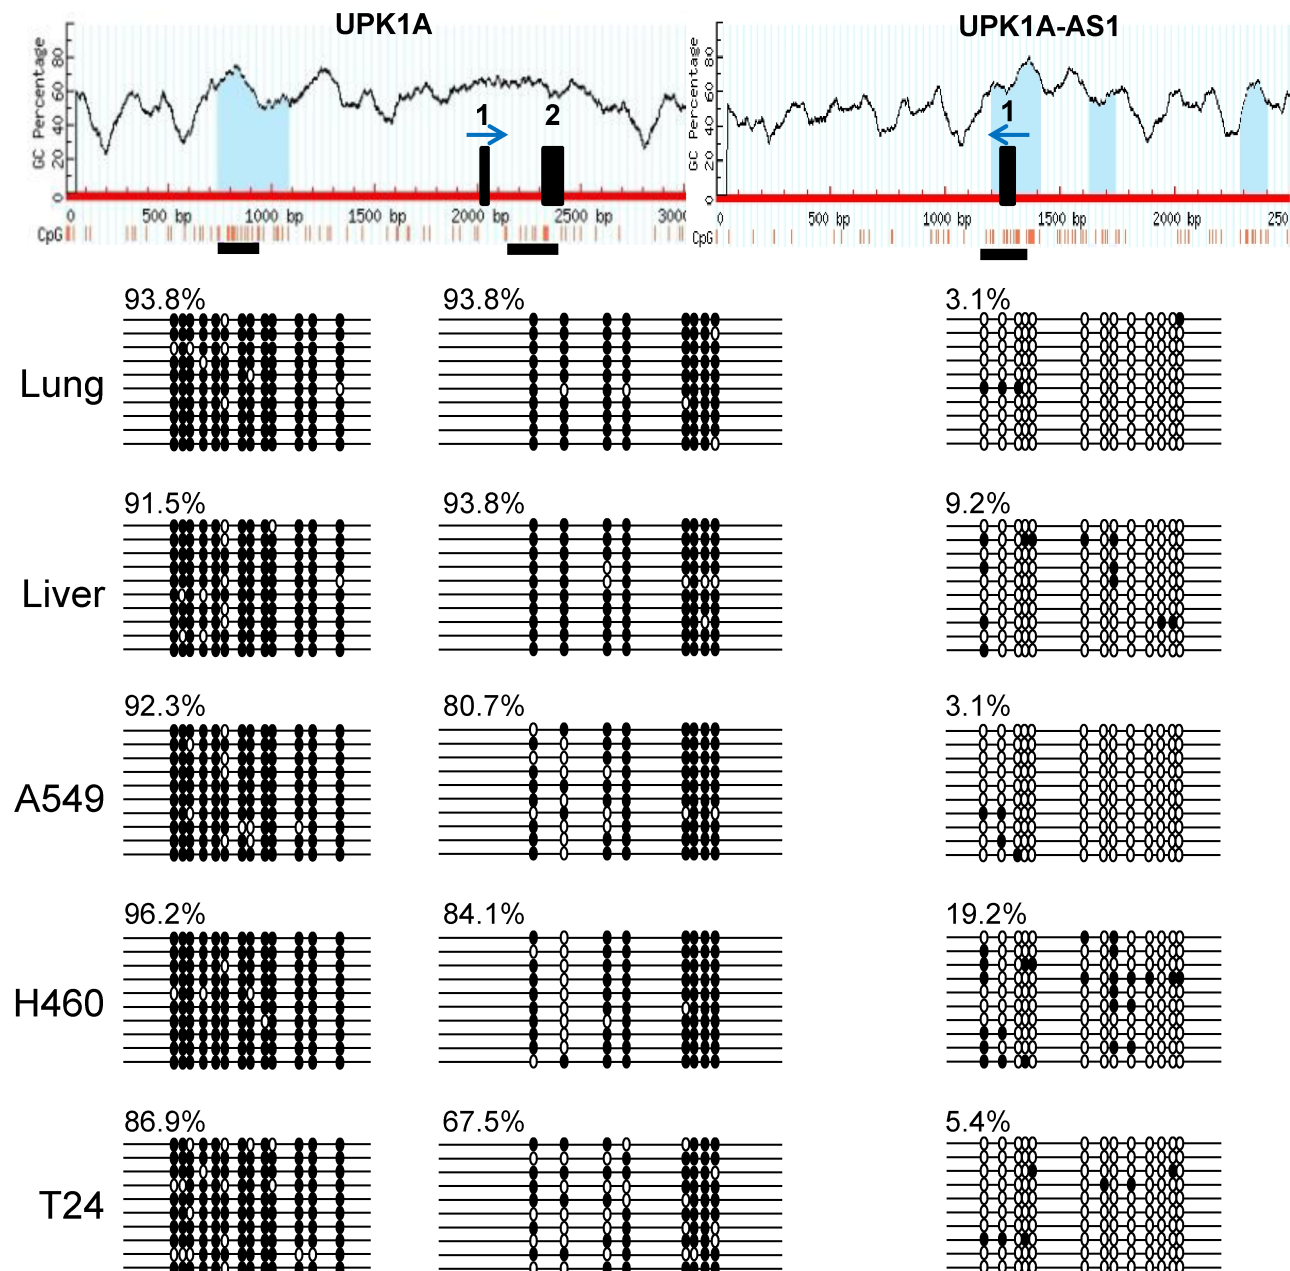 UPK1A
UPK1A-AS1
GC Percentage
0 20 40 60 80
1
2
0 500 bp 1000 bp 1500 bp 2000 bp 2500 bp 3000
CpG
GC Percentage
0 20 40 60 80
1
0 500 bp 1000 bp 1500 bp 2000 bp 250
CpG
93.8% 93.8% 3.1%
Lung
91.5% 93.8% 9.2%
Liver
92.3% 80.7% 3.1%
A549
96.2% 84.1% 19.2%
H460
86.9% 67.5% 5.4%
T24